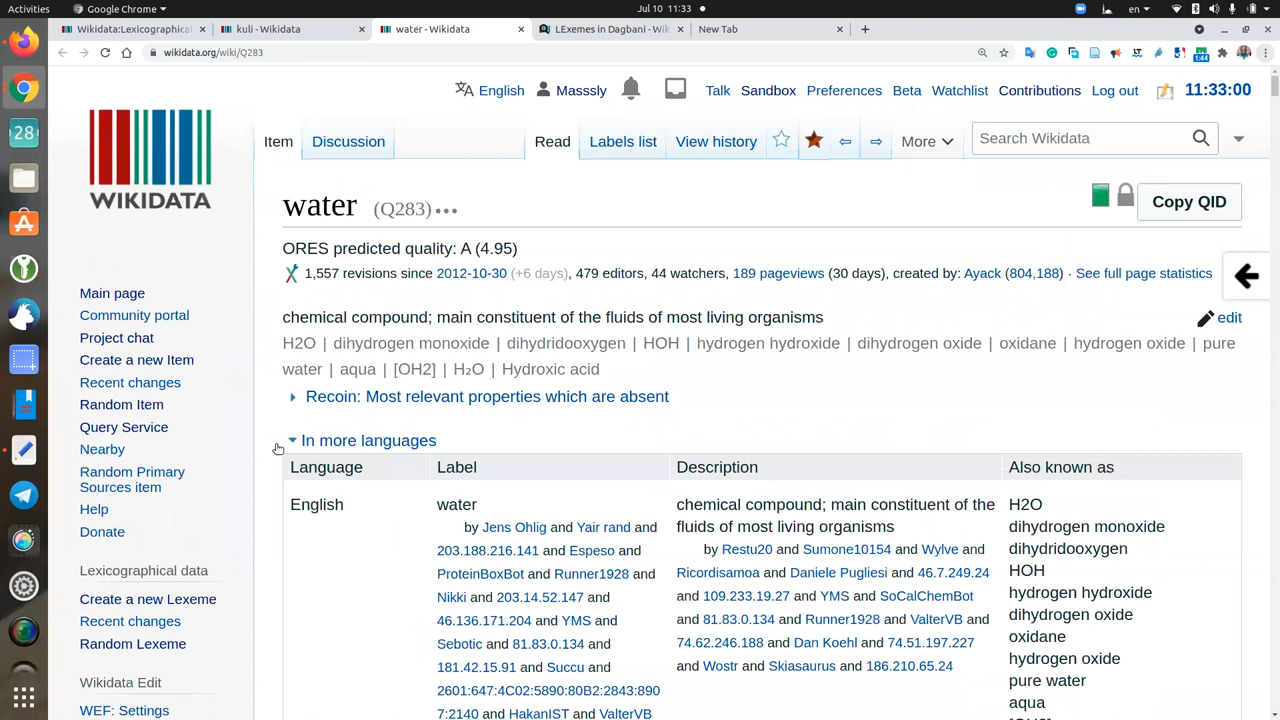 Activities Google Chrome Jul 10 11:33 en
Wikidata:Lexicographical kuli - Wikidata water - Wikidata LExemes in Dagbani - Wik New Tab
wikidata.org/wiki/Q283
English Masssly Talk Sandbox Preferences Beta Watchlist Contributions Log out 11:33:00
Item Discussion Read Labels list View history More Search Wikidata
WIKIDATA
water (Q283)
Copy QID
ORES predicted quality: A (4.95)
1,557 revisions since 2012-10-30 (+6 days), 479 editors, 44 watchers, 189 pageviews (30 days), created by: Ayack (804,188) · See full page statistics
chemical compound; main constituent of the fluids of most living organisms
edit
H2O | dihydrogen monoxide | dihydridooxygen | HOH | hydrogen hydroxide | dihydrogen oxide | oxidane | hydrogen oxide | pure
water | aqua | [OH2] | H₂O | Hydroxic acid
Recoin: Most relevant properties which are absent
In more languages
Language Label Description Also known as
English
water
by Jens Ohlig and Yair rand and
203.188.216.141 and Espeso and
ProteinBoxBot and Runner1928 and
Nikki and 203.14.52.147 and
46.136.171.204 and YMS and
Sebotic and 81.83.0.134 and
181.42.15.91 and Succu and
2601:647:4C02:5890:80B2:2843:890
7:2140 and HakanIST and ValterVB
chemical compound; main constituent of the
fluids of most living organisms
by Restu20 and Sumone10154 and Wylve and
Ricordisamoa and Daniele Pugliesi and 46.7.249.24
and 109.233.19.27 and YMS and SoCalChemBot
and 81.83.0.134 and Runner1928 and ValterVB and
74.62.246.188 and Dan Koehl and 74.51.197.227
and Wostr and Skiasaurus and 186.210.65.24
H2O
dihydrogen monoxide
dihydridooxygen
HOH
hydrogen hydroxide
dihydrogen oxide
oxidane
hydrogen oxide
pure water
aqua
Main page
Community portal
Project chat
Create a new Item
Recent changes
Random Item
Query Service
Nearby
Random Primary
Sources item
Help
Donate
Lexicographical data
Create a new Lexeme
Recent changes
Random Lexeme
Wikidata Edit
WEF: Settings
28
1:44